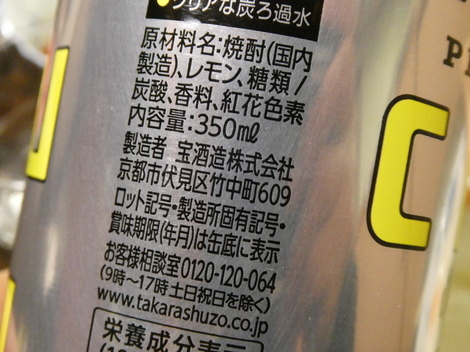 クリアな炭ろ過水
原材料名:焼酎(国内
製造)、レモン、糖類/
炭酸、香料、紅花色素
内容量:350ml
製造者 宝酒造株式会社
京都市伏見区竹中町609
ロット記号・製造所固有記号・
賞味期限(年月)は缶底に表示
お客様相談室0120-120-064
(9時〜17時 土日祝日を除く)
www.takarashuzo.co.jp
栄養成分表示
C